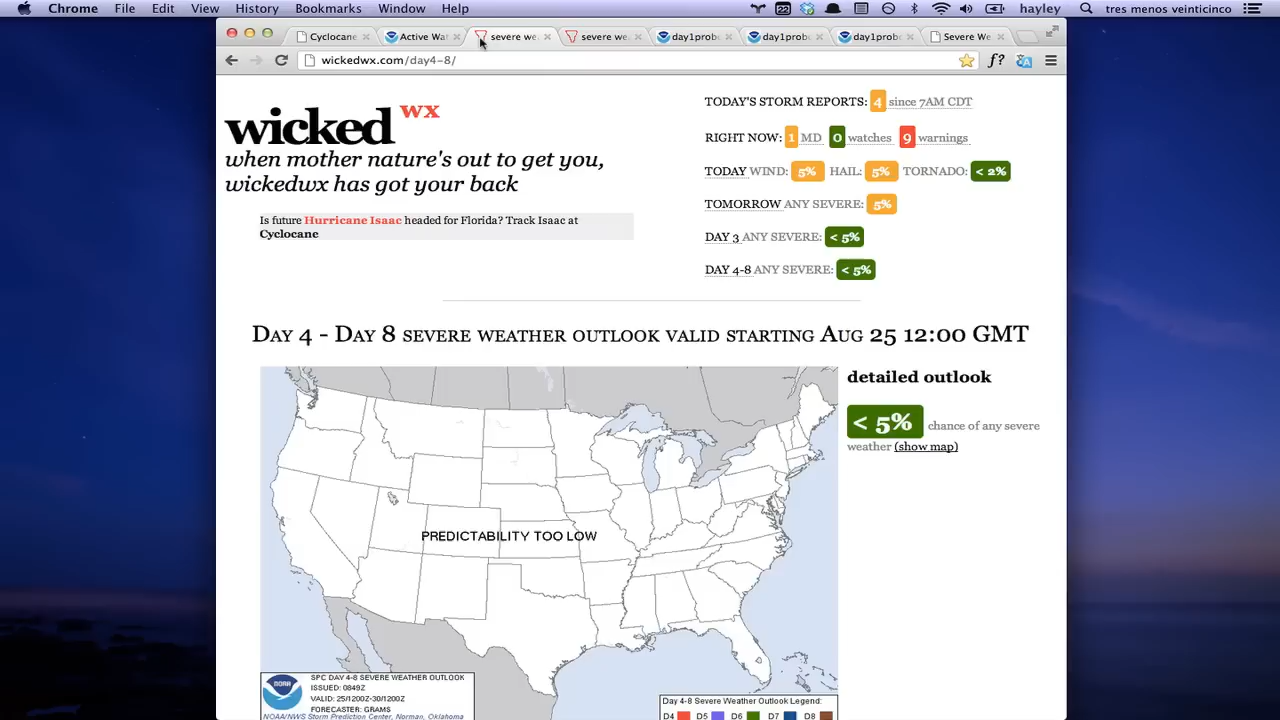 Chrome File Edit View History Bookmarks Window Help 22 hayley tres menos veinticinco
Cyclocane Active Wa severe we severe we day1prob day1prob day1prob Severe We
wickedwx.com/day4-8/ f?
wicked wx
when mother nature's out to get you,
wickedwx has got your back
Is future Hurricane Isaac headed for Florida? Track Isaac at
Cyclocane
TODAY'S STORM REPORTS: 4 since 7AM CDT
RIGHT NOW: 1 MD 0 watches 9 warnings
TODAY WIND: 5% HAIL: 5% TORNADO: < 2%
TOMORROW ANY SEVERE: 5%
DAY 3 ANY SEVERE: < 5%
DAY 4-8 ANY SEVERE: < 5%
Day 4 - Day 8 severe weather outlook valid starting Aug 25 12:00 GMT
PREDICTABILITY TOO LOW
NOAA
SPC DAY 4-8 SEVERE WEATHER OUTLOOK
ISSUED: 0849Z
VALID: 25/1200Z-30/1200Z
FORECASTER: GRAMS
NOAA/NWS Storm Prediction Center, Norman, Oklahoma
Day 4-8 Severe Weather Outlook Legend:
D4 D5 D6 D7 D8
detailed outlook
< 5% chance of any severe
weather (show map)